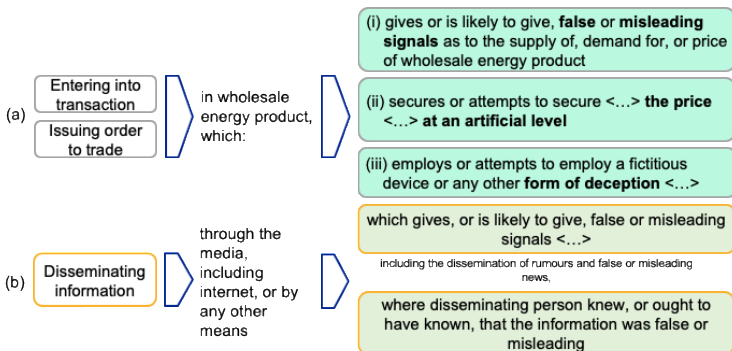 (i) gives or is likely to give, false or misleading
signals as to the supply of, demand for, or price
of wholesale energy product
(a)
Entering into
transaction
Issuing order
to trade
in wholesale
energy product,
which:
(ii) secures or attempts to secure <...> the price
<...> at an artificial level
(iii) employs or attempts to employ a fictitious
device or any other form of deception <...>
(b)
Disseminating
information
through the
media,
including
internet, or by
any other
means
which gives, or is likely to give, false or misleading
signals <...>
including the dissemination of rumours and false or misleading
news,
where disseminating person knew, or ought to
have known, that the information was false or
misleading